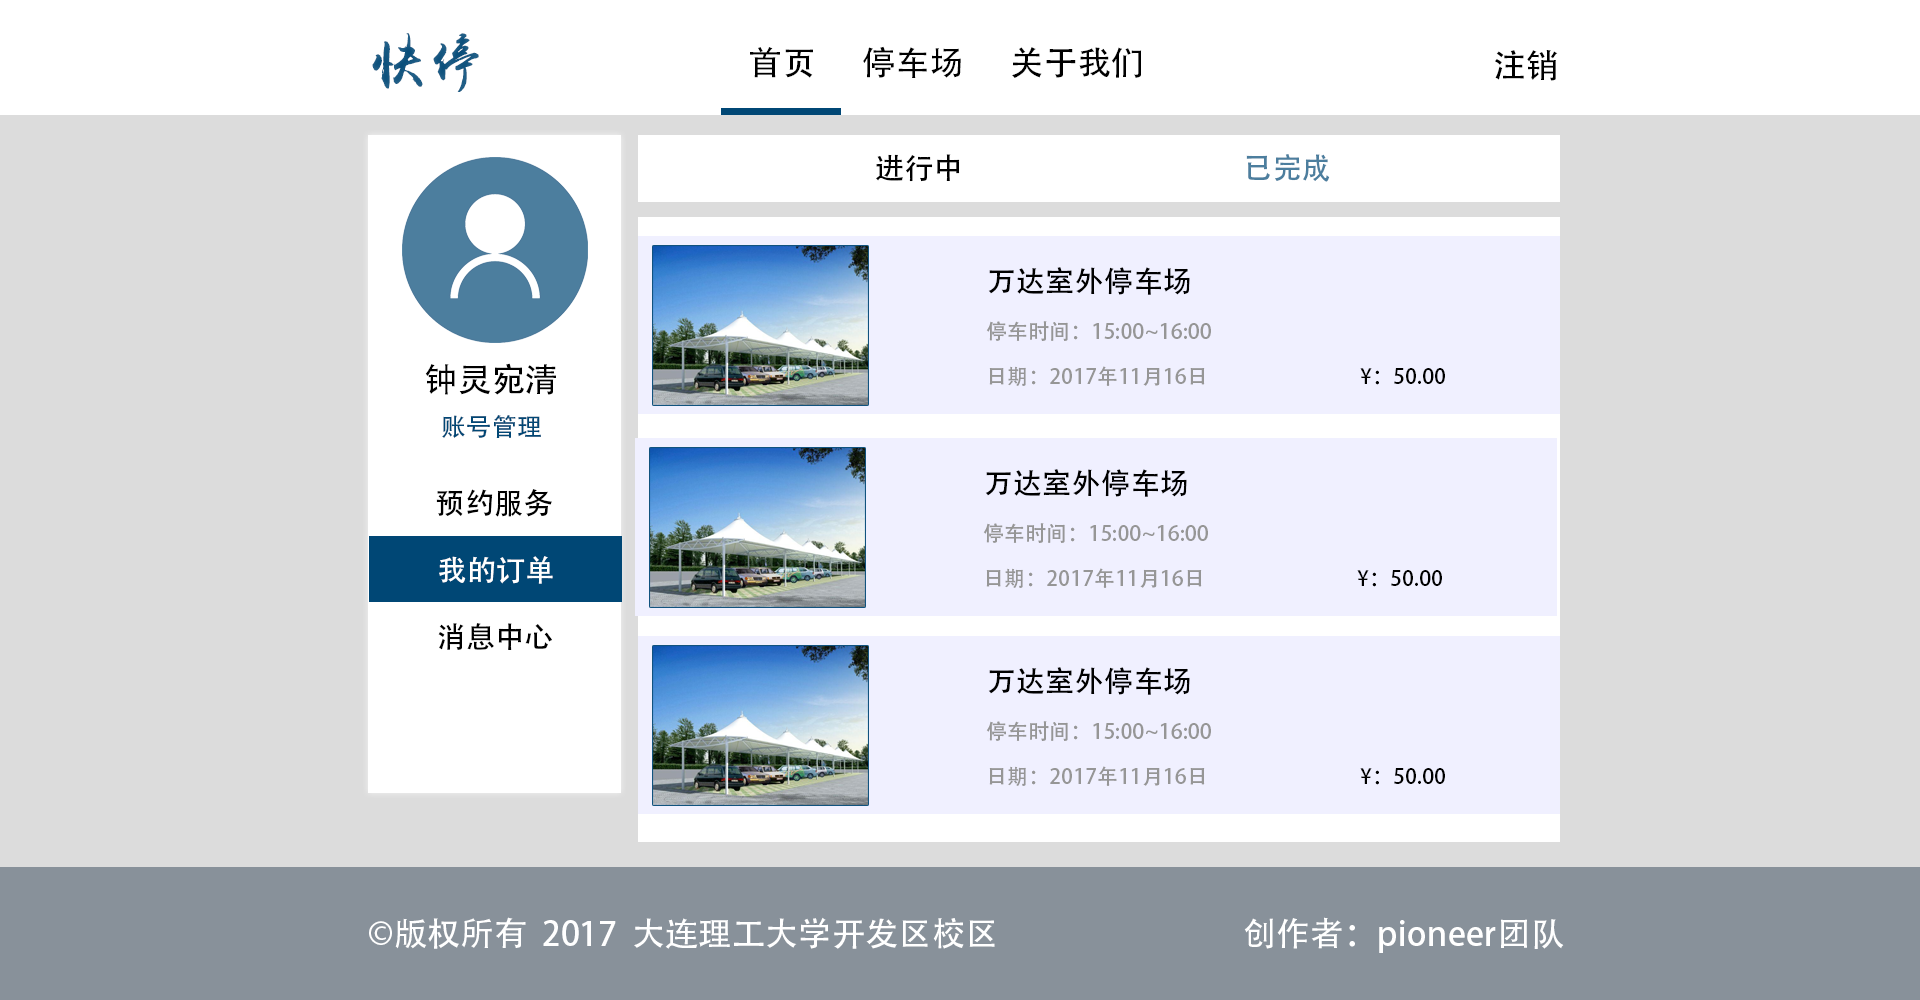 快停
首页 停车场 关于我们 注销
钟灵宛清
账号管理
预约服务
我的订单
消息中心
进行中 已完成
万达室外停车场
停车时间：15:00~16:00
日期：2017年11月16日 ¥：50.00
万达室外停车场
停车时间：15:00~16:00
日期：2017年11月16日 ¥：50.00
万达室外停车场
停车时间：15:00~16:00
日期：2017年11月16日 ¥：50.00
©版权所有 2017 大连理工大学开发区校区 创作者：pioneer团队